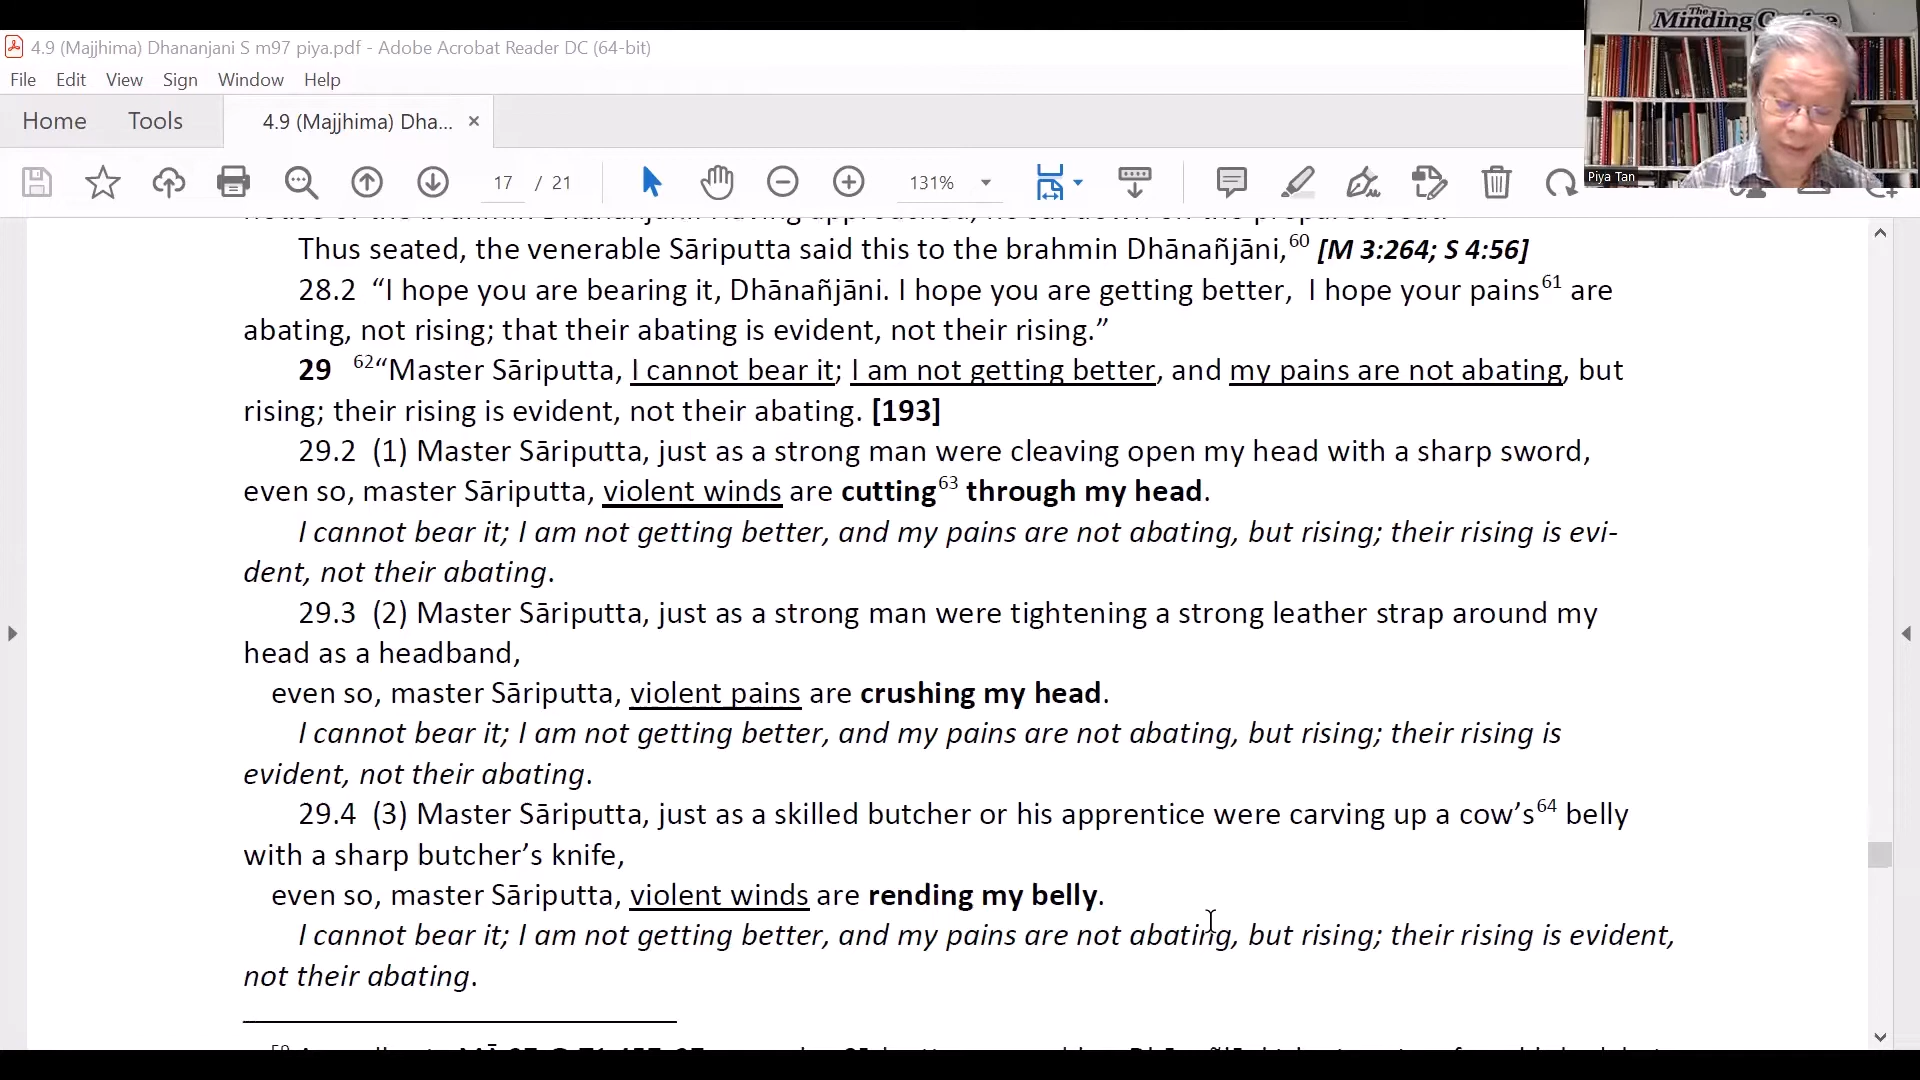 The
Minding Centre
Piya Tan
4.9 (Majjhima) Dhananjani S m97 piya.pdf - Adobe Acrobat Reader DC (64-bit)
File Edit View Sign Window Help
Home Tools 4.9 (Majjhima) Dha... ×
17 / 21 131%
Thus seated, the venerable Sāriputta said this to the brahmin Dhānañjāni,60 [M 3:264; S 4:56]
28.2 “I hope you are bearing it, Dhānañjāni. I hope you are getting better, I hope your pains61 are
abating, not rising; that their abating is evident, not their rising.”
29 62“Master Sāriputta, I cannot bear it; I am not getting better, and my pains are not abating, but
rising; their rising is evident, not their abating. [193]
29.2 (1) Master Sāriputta, just as a strong man were cleaving open my head with a sharp sword,
even so, master Sāriputta, violent winds are cutting63 through my head.
I cannot bear it; I am not getting better, and my pains are not abating, but rising; their rising is evi-
dent, not their abating.
29.3 (2) Master Sāriputta, just as a strong man were tightening a strong leather strap around my
head as a headband,
even so, master Sāriputta, violent pains are crushing my head.
I cannot bear it; I am not getting better, and my pains are not abating, but rising; their rising is
evident, not their abating.
29.4 (3) Master Sāriputta, just as a skilled butcher or his apprentice were carving up a cow’s64 belly
with a sharp butcher’s knife,
even so, master Sāriputta, violent winds are rending my belly.
I cannot bear it; I am not getting better, and my pains are not abating, but rising; their rising is evident,
not their abating.